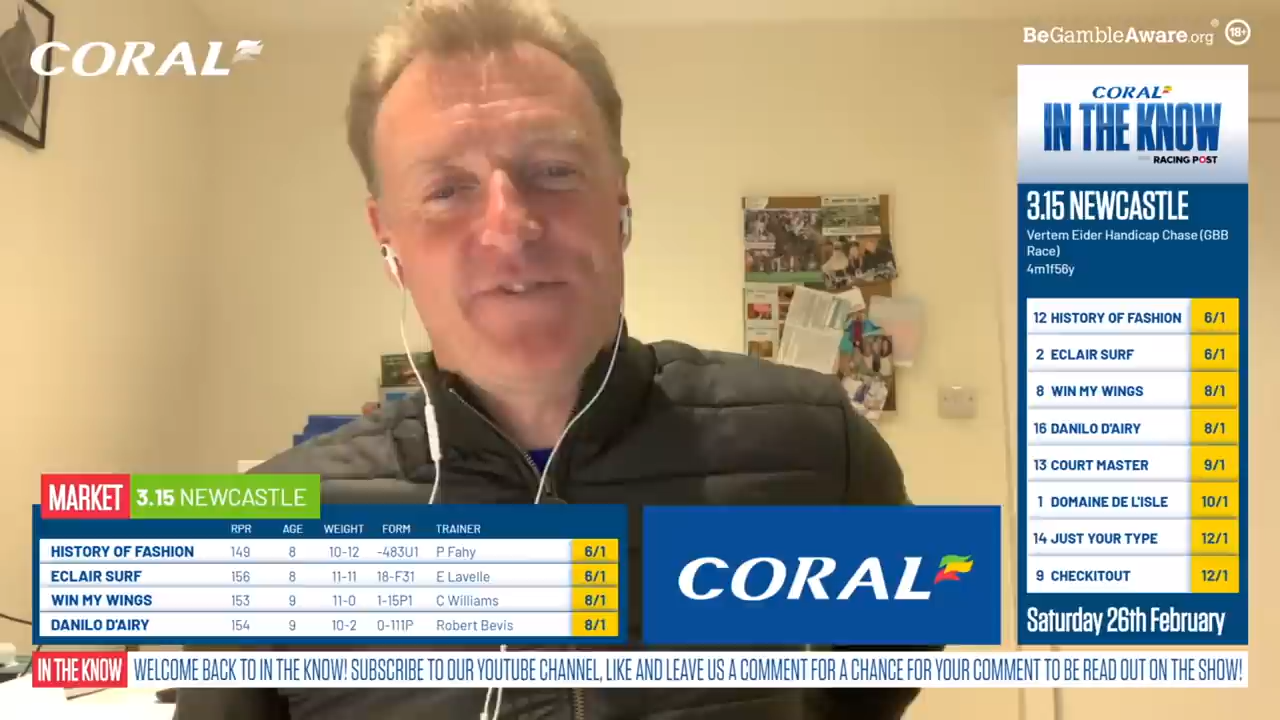 CORAL
BeGambleAware.org® 18+
CORAL
IN THE KNOW
RACING POST
3.15 NEWCASTLE
Vertem Eider Handicap Chase (GBB
Race)
4m1f56y
12 HISTORY OF FASHION 6/1
2 ECLAIR SURF 6/1
8 WIN MY WINGS 8/1
16 DANILO D'AIRY 8/1
13 COURT MASTER 9/1
1 DOMAINE DE L'ISLE 10/1
14 JUST YOUR TYPE 12/1
9 CHECKITOUT 12/1
Saturday 26th February
MARKET 3.15 NEWCASTLE
RPR AGE WEIGHT FORM TRAINER
HISTORY OF FASHION 149 8 10-12 -483U1 P Fahy 6/1
ECLAIR SURF 156 8 11-11 18-F31 E Lavelle 6/1
WIN MY WINGS 153 9 11-0 1-15P1 C Williams 8/1
DANILO D'AIRY 154 9 10-2 0-111P Robert Bevis 8/1
CORAL
IN THE KNOW WELCOME BACK TO IN THE KNOW! SUBSCRIBE TO OUR YOUTUBE CHANNEL, LIKE AND LEAVE US A COMMENT FOR A CHANCE FOR YOUR COMMENT TO BE READ OUT ON THE SHOW!